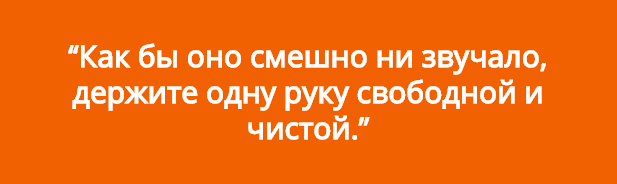 “Как бы оно смешно ни звучало,
держите одну руку свободной и
чистой.”